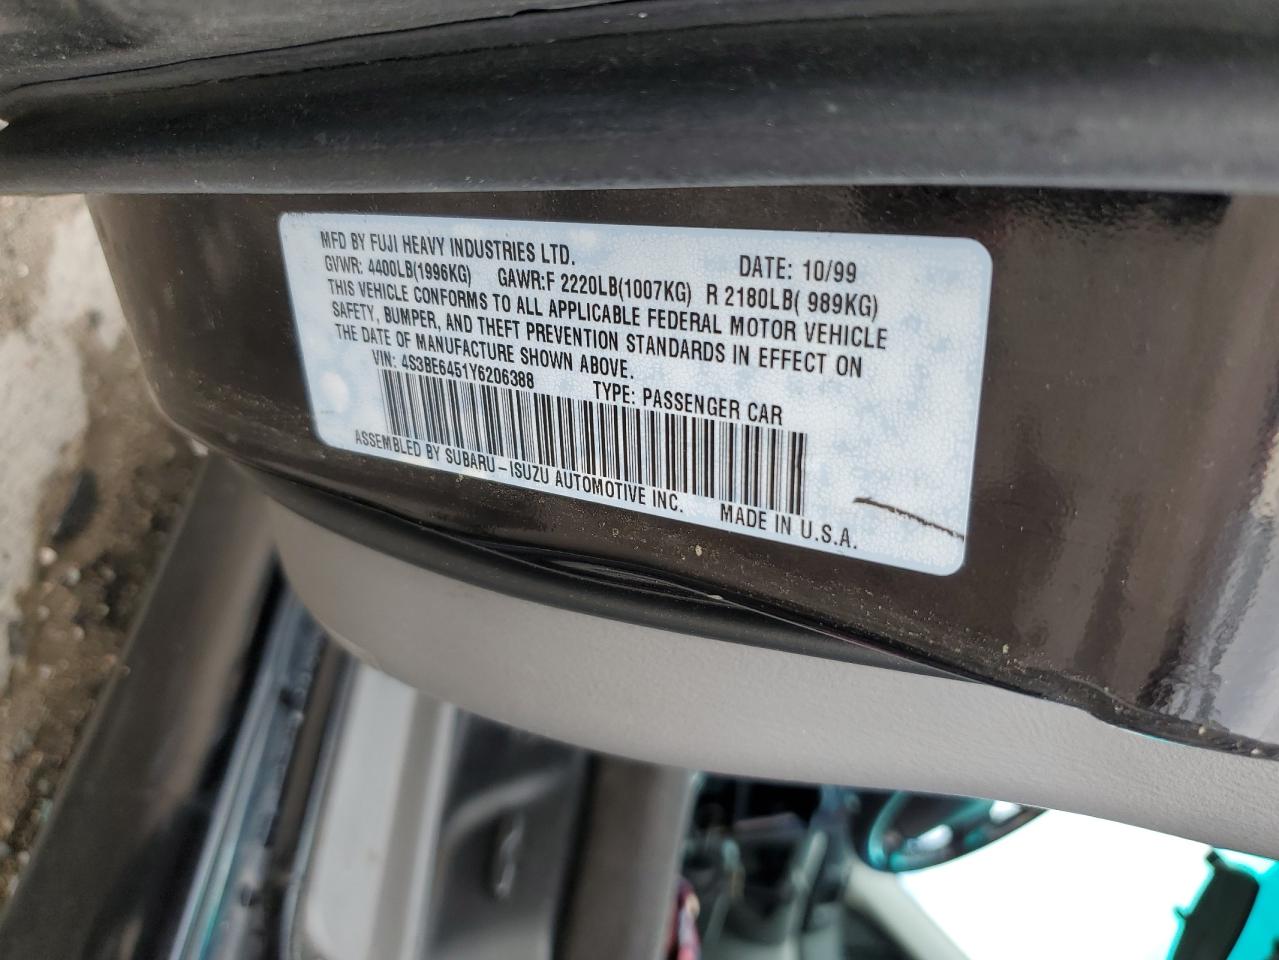 MFD BY FUJI HEAVY INDUSTRIES LTD. DATE: 10/99
GVWR: 4400LB(1996KG) GAWR:F 2220LB(1007KG) R 2180LB( 989KG)
THIS VEHICLE CONFORMS TO ALL APPLICABLE FEDERAL MOTOR VEHICLE
SAFETY, BUMPER, AND THEFT PREVENTION STANDARDS IN EFFECT ON
THE DATE OF MANUFACTURE SHOWN ABOVE.
VIN: 4S3BE6451Y6206388 TYPE: PASSENGER CAR
ASSEMBLED BY SUBARU-ISUZU AUTOMOTIVE INC. MADE IN U.S.A.